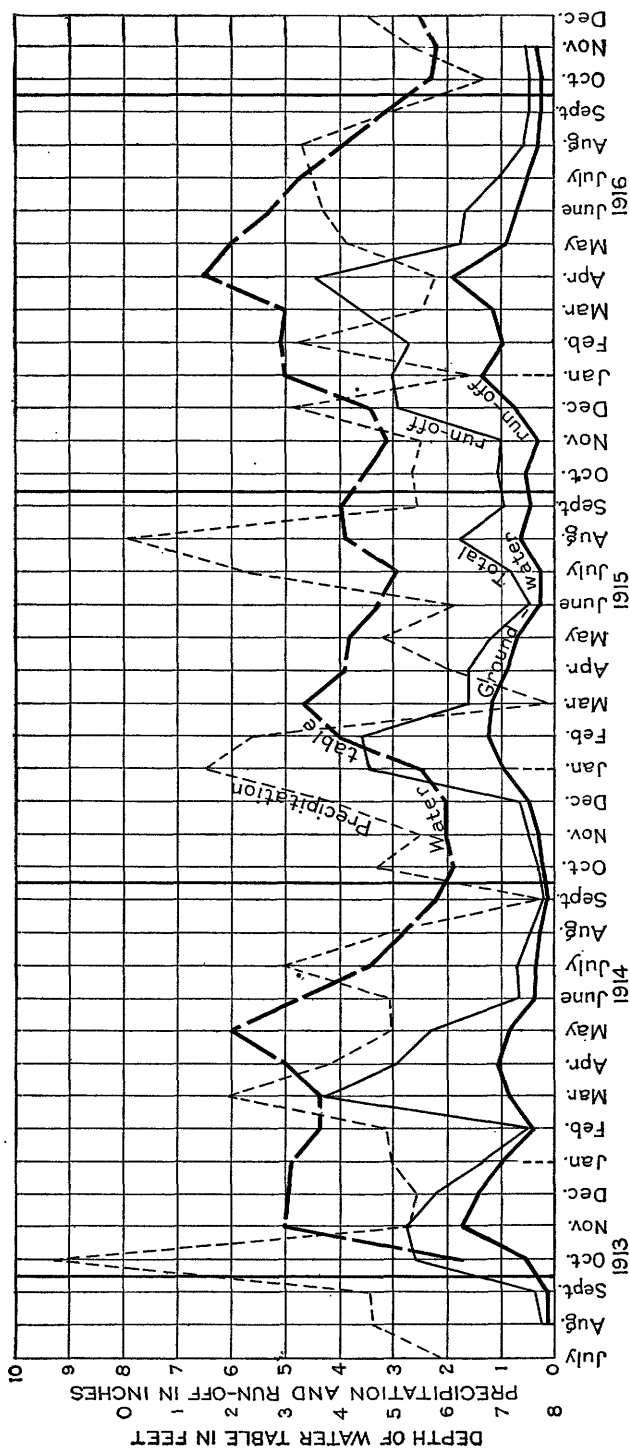 DEPTH OF WATER TABLE IN FEET
0 1 2 3 4 5 6 7 8
PRECIPITATION AND RUN-OFF IN INCHES
10 9 8 7 6 5 4 3 2 1 0
Precipitation
Water table
Total run-off
Ground water run-off
July Aug. Sept. Oct. Nov. Dec. Jan. Feb. Mar. Apr. May June July Aug. Sept. Oct. Nov. Dec. Jan. Feb. Mar. Apr. May June July Aug. Sept. Oct. Nov. Dec. Jan. Feb. Mar. Apr. May June July Aug. Sept. Oct. Nov. Dec.
1913 1914 1915 1916